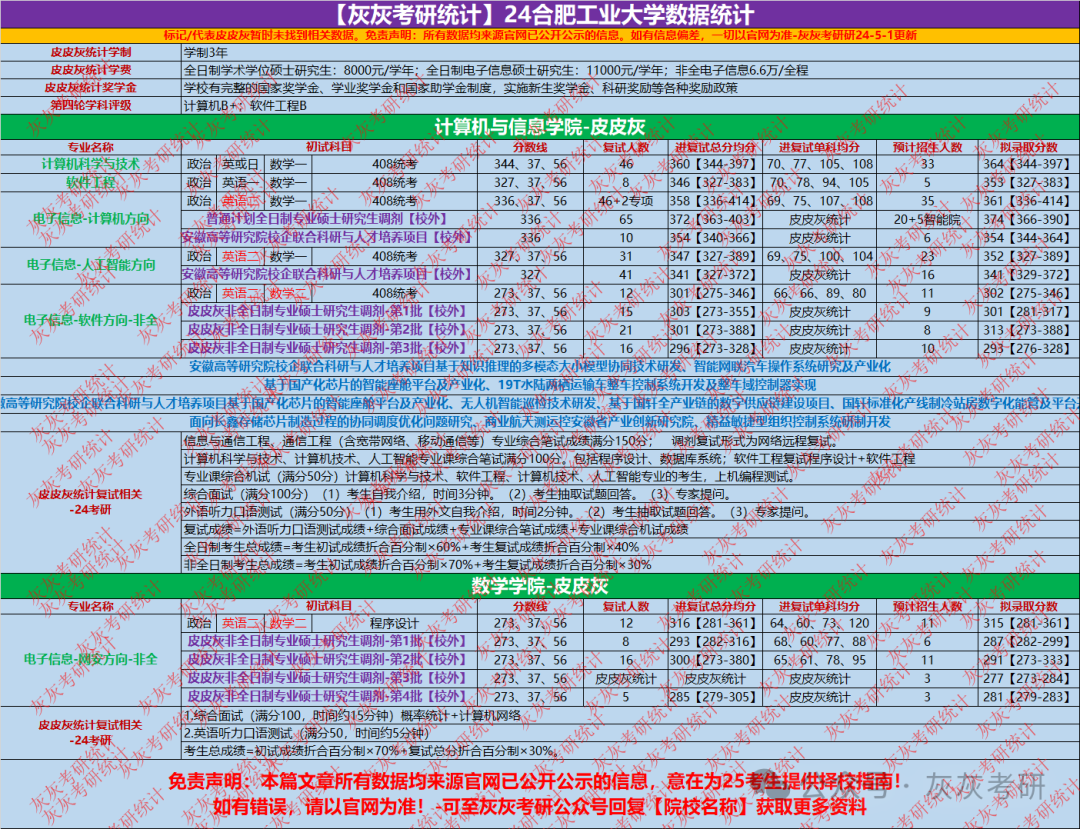 【灰灰考研统计】24合肥工业大学数据统计
标记/代表皮皮灰暂时未找到相关数据。免责声明：所有数据均来源官网已公开公示的信息。如有信息偏差，一切以官网为准-灰灰考研研24-5-1更新
皮皮灰统计学制 学制3年
皮皮灰统计学费 全日制学术学位硕士研究生：8000元/学年；全日制电子信息硕士研究生：11000元/学年；非全电子信息6.6万/全程
皮皮灰统计奖学金 学校有完整的国家奖学金、学业奖学金和国家助学金制度，实施新生奖学金、科研奖励等各种奖励政策
第四轮学科评级 计算机B+；软件工程B
计算机与信息学院-皮皮灰
专业名称 初试科目 分数线 复试人数 进复试总分均分 进复试单科均分 预计招生人数 拟录取分数
计算机科学与技术 政治 英或日 数学一 408统考 344、37、56 46 360【344-397】 70、77、105、108 33 364【344-397】
软件工程 政治 英语一 数学一 408统考 327、37、56 8 346【327-383】 70、78、94、105 5 353【327-383】
电子信息-计算机方向 政治 英语二 数学一 408统考 336、37、56 46+2专项 358【336-414】 69、75、107、108 35 361【336-414】
普通计划全日制专业硕士研究生调剂【校外】 336 65 372【363-403】 皮皮灰统计 20+5智能院 374【366-390】
安徽高等研究院校企联合科研与人才培养项目【校外】 336 10 354【340-366】 皮皮灰统计 6 354【344-364】
电子信息-人工智能方向 政治 英语二 数学一 408统考 327、37、56 31 347【327-389】 69、75、100、104 23 352【327-389】
安徽高等研究院校企联合科研与人才培养项目【校外】 327 41 341【327-372】 皮皮灰统计 16 341【329-372】
电子信息-软件方向-非全 政治 英语二 数学二 408统考 273、37、56 12 301【275-346】 66、66、89、80 11 302【275-346】
皮皮灰非全日制专业硕士研究生调剂-第1批【校外】 273、37、56 15 303【273-355】 皮皮灰统计 9 301【281-317】
皮皮灰非全日制专业硕士研究生调剂-第2批【校外】 273、37、56 21 301【273-388】 皮皮灰统计 8 313【273-388】
皮皮灰非全日制专业硕士研究生调剂-第3批【校外】 273、37、56 16 296【273-328】 皮皮灰统计 10 293【276-328】
安徽高等研究院校企联合科研与人才培养项目基于知识推理的多模态大小模型协同技术研发、智能网联汽车操作系统研究及产业化
基于国产化芯片的智能座舱平台及产业化、19T水陆两栖运输车整车控制系统开发及整车域控制器实现
徽高等研究院校企联合科研与人才培养项目基于国产化芯片的智能座舱平台及产业化、无人机智能巡检技术研发、基于国轩全产业链的数字供应链建设项目、国轩标准化产线制冷站房数字化能管及平台
面向长鑫存储芯片制造过程的协同调度优化问题研究、商业航天测运控安徽省产业创新研究院、精益敏捷型组织控制系统研制开发
皮皮灰统计复试相关
-24考研
信息与通信工程、通信工程（含宽带网络、移动通信等）专业综合笔试成绩满分150分； 调剂复试形式为网络远程复试。
计算机科学与技术、计算机技术、人工智能专业课综合笔试满分100分，包括程序设计、数据库系统；软件工程复试程序设计+软件工程
专业课综合机试（满分50分）计算机科学与技术、软件工程、计算机技术、人工智能专业的考生，上机编程测试。
综合面试（满分100分）（1）考生自我介绍，时间3分钟。（2）考生抽取试题回答。（3）专家提问。
外语听力口语测试（满分50分）（1）考生用外文自我介绍，时间2分钟。（2）考生抽取试题回答。（3）专家提问。
复试成绩=外语听力口语测试成绩+综合面试成绩+专业课综合笔试成绩+专业课综合机试成绩
全日制考生总成绩=考生初试成绩折合百分制×60%+考生复试成绩折合百分制×40%
非全日制考生总成绩=考生初试成绩折合百分制×70%+考生复试成绩折合百分制×30%
数学学院-皮皮灰
专业名称 初试科目 分数线 复试人数 进复试总分均分 进复试单科均分 预计招生人数 拟录取分数
电子信息-网安方向-非全 政治 英语二 数学二 程序设计 273、37、56 12 316【281-361】 64、60、73、120 11 315【281-361】
皮皮灰非全日制专业硕士研究生调剂-第1批【校外】 273、37、56 8 293【282-316】 68、60、77、88 6 287【282-299】
皮皮灰非全日制专业硕士研究生调剂-第2批【校外】 273、37、56 16 300【273-380】 65、61、78、95 11 291【273-333】
皮皮灰非全日制专业硕士研究生调剂-第3批【校外】 273、37、56 皮皮灰统计 皮皮灰统计 皮皮灰统计 3 277【273-284】
皮皮灰非全日制专业硕士研究生调剂-第4批【校外】 273、37、56 5 285【279-305】 皮皮灰统计 3 281【279-283】
皮皮灰统计复试相关
-24考研
1.综合面试（满分100，时间约15分钟）概率统计+计算机网络
2.英语听力口语测试（满分50，时间约5分钟）
考生总成绩=初试成绩折合百分制×70%+复试总分折合百分制×30%。
免责声明：本篇文章所有数据均来源官网已公开公示的信息，意在为25考生提供择校指南！
如有错误，请以官网为准！-可至灰灰考研公众号回复【院校名称】获取更多资料
公众号 · 灰灰考研
灰灰考研统计